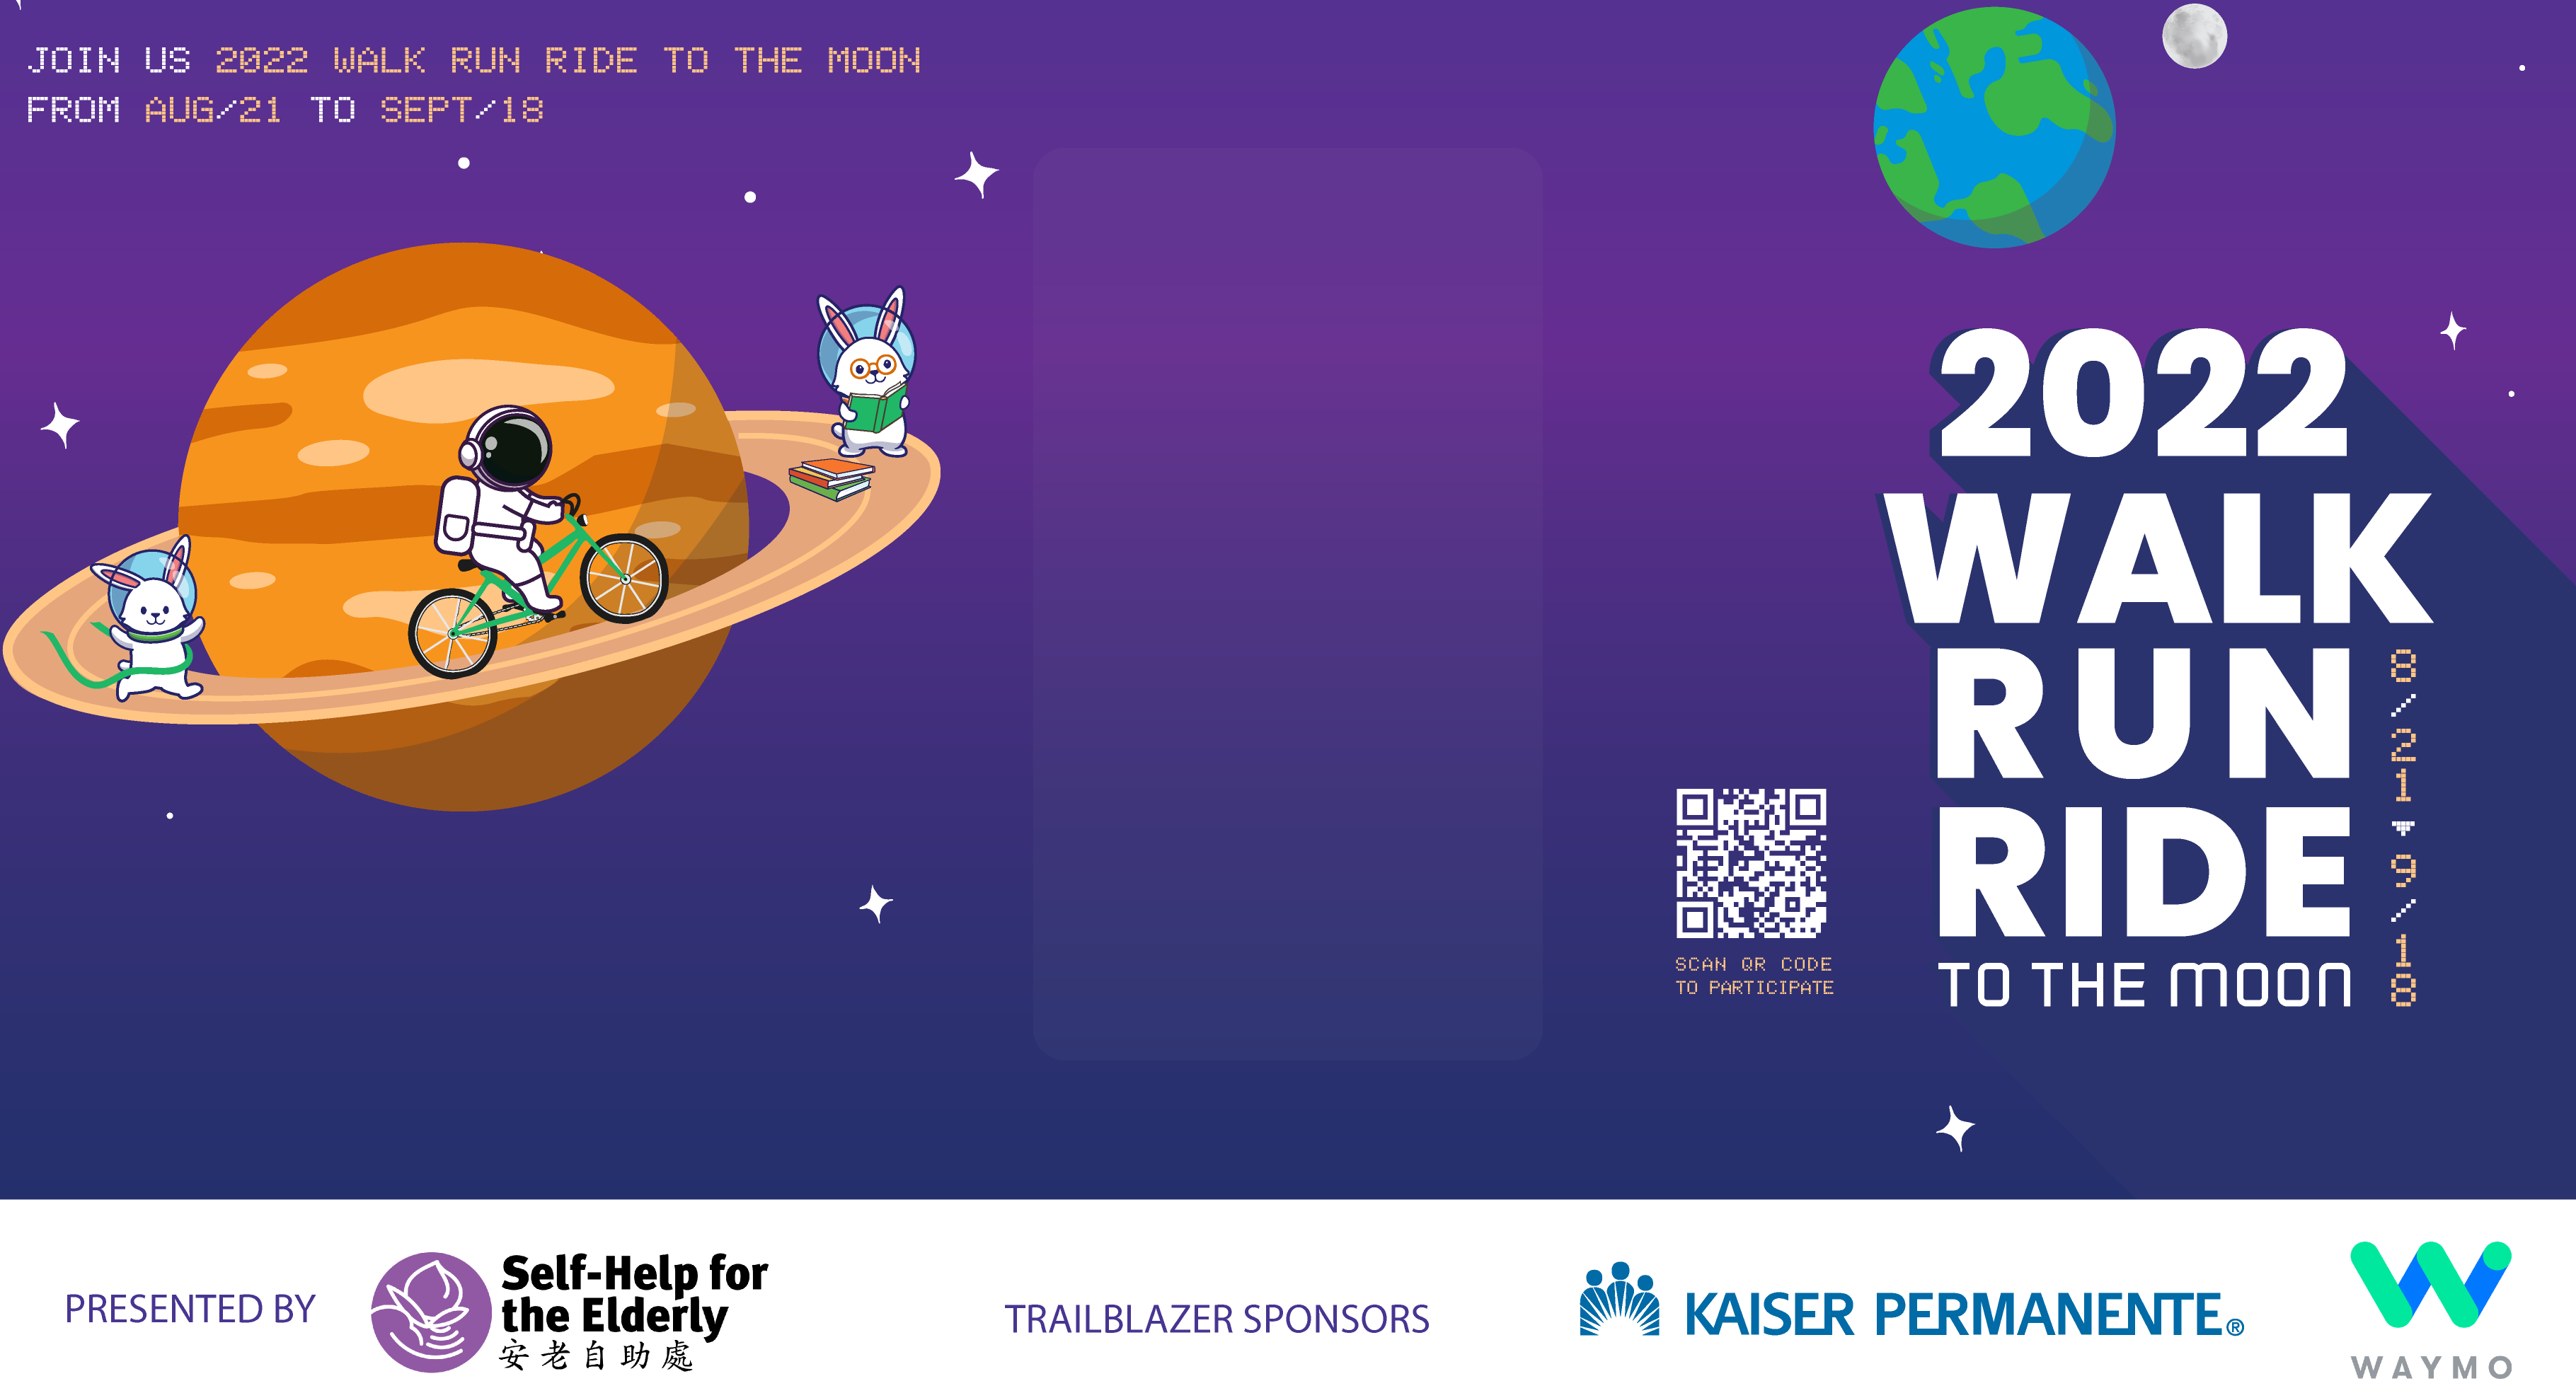 JOIN US 2022 WALK RUN RIDE TO THE MOON
FROM AUG/21 TO SEPT/18
2022
WALK
RUN
RIDE
TO THE MOON
8/21
9/18
SCAN QR CODE
TO PARTICIPATE
PRESENTED BY
Self-Help for
the Elderly
安老自助處
TRAILBLAZER SPONSORS
KAISER PERMANENTE®
WAYMO